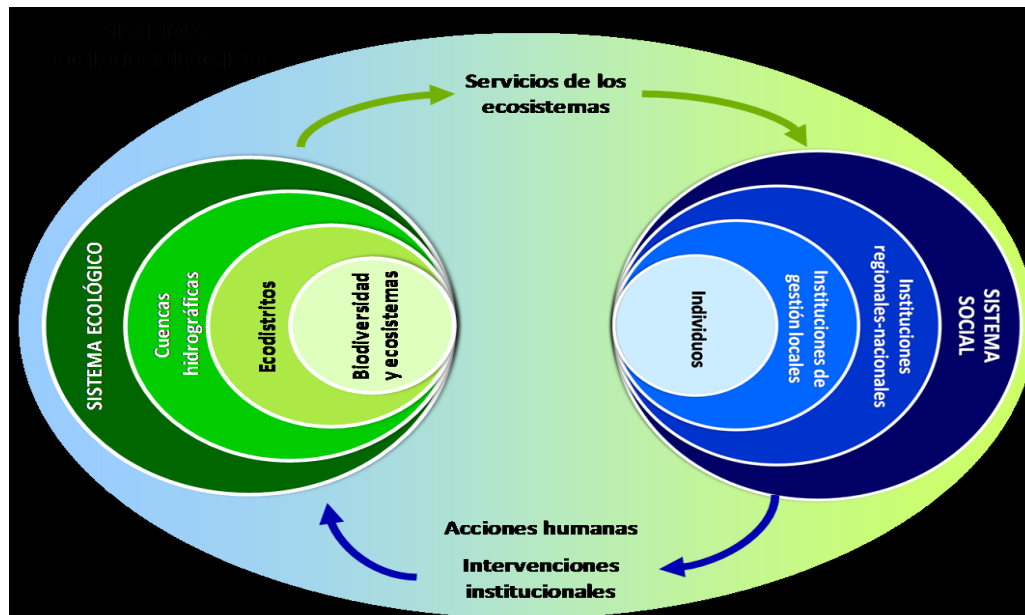 Servicios de los
ecosistemas
SISTEMA ECOLÓGICO
Cuencas
hidrográficas
Ecodistritos
Biodiversidad
y ecosistemas
Individuos
Instituciones de
gestión locales
Instituciones
regionales-nacionales
SISTEMA
SOCIAL
Acciones humanas
Intervenciones
institucionales